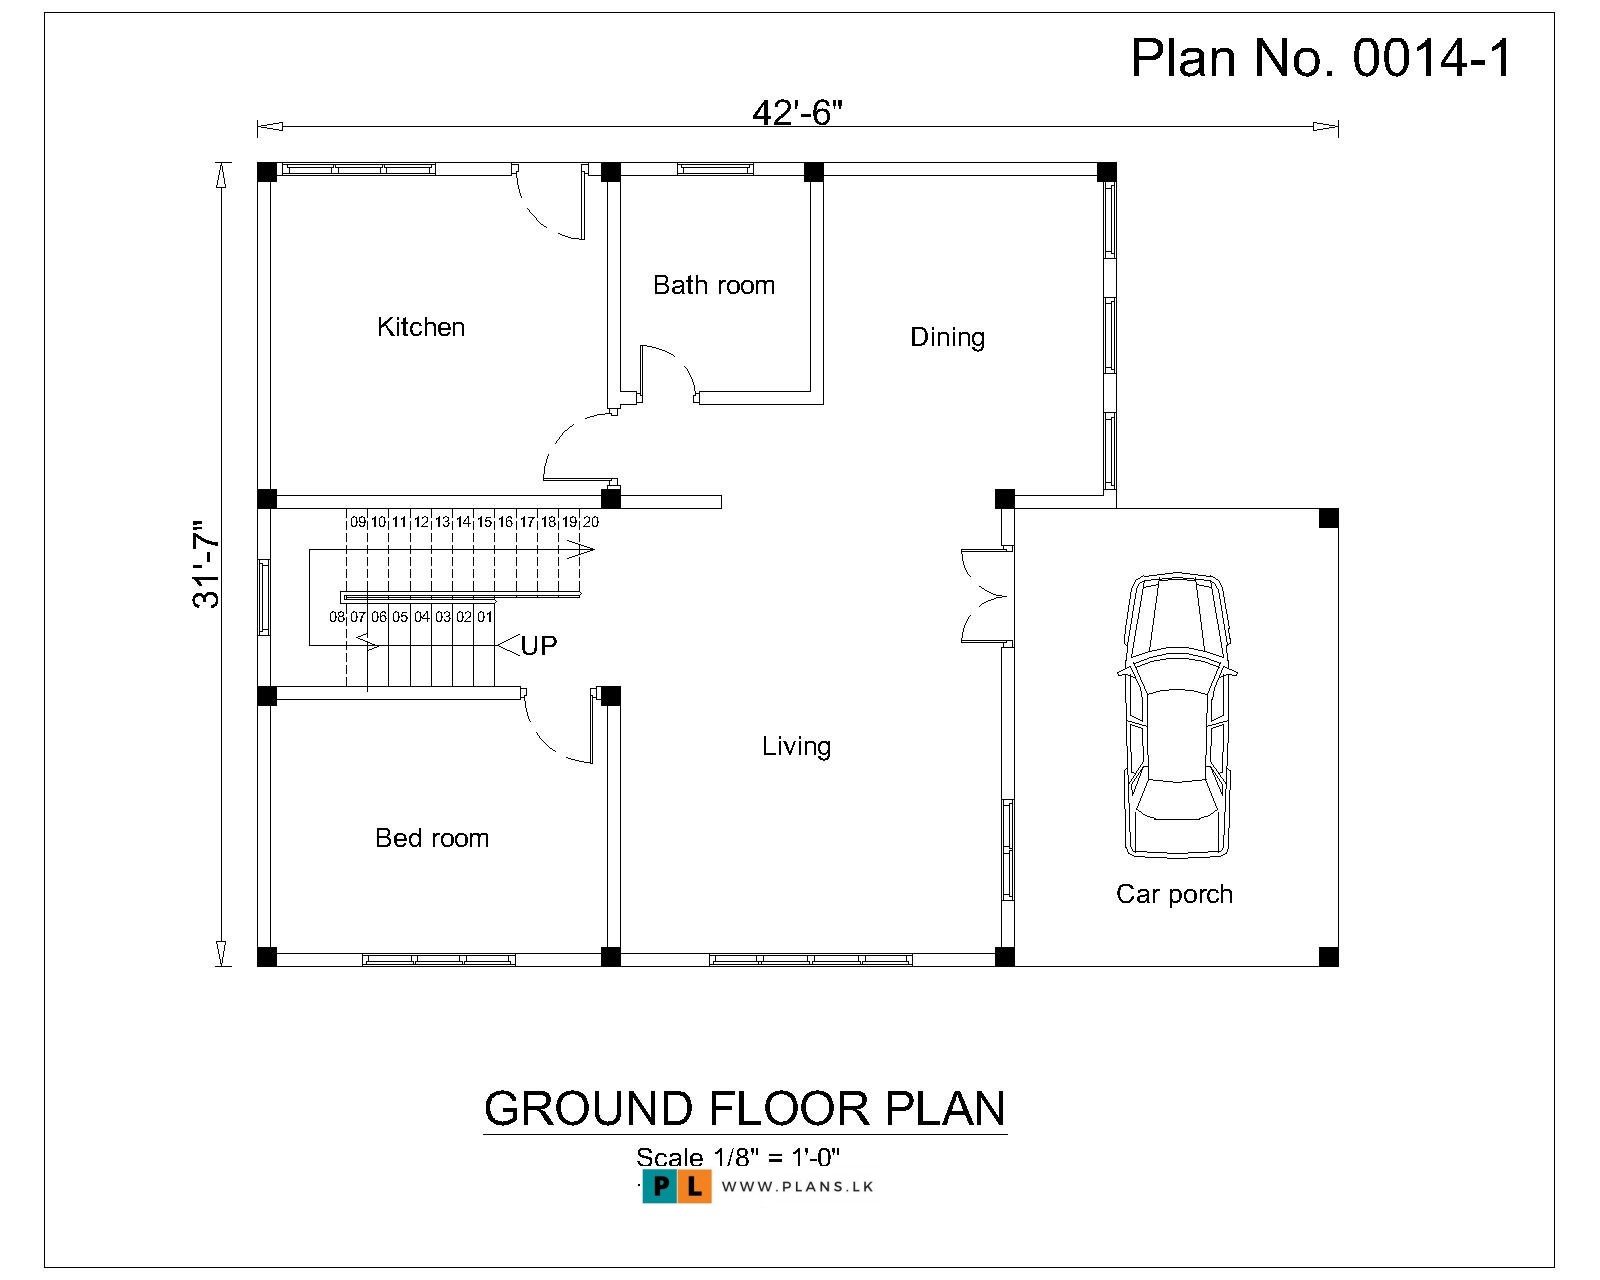 Plan No. 0014-1
42'-6"
31'-7"
Kitchen
Bath room
Dining
09 10 11 12 13 14 15 16 17 18 19 20
08 07 06 05 04 03 02 01
UP
Living
Bed room
Car porch
GROUND FLOOR PLAN
Scale 1/8" = 1'-0"
PL WWW.PLANS.LK